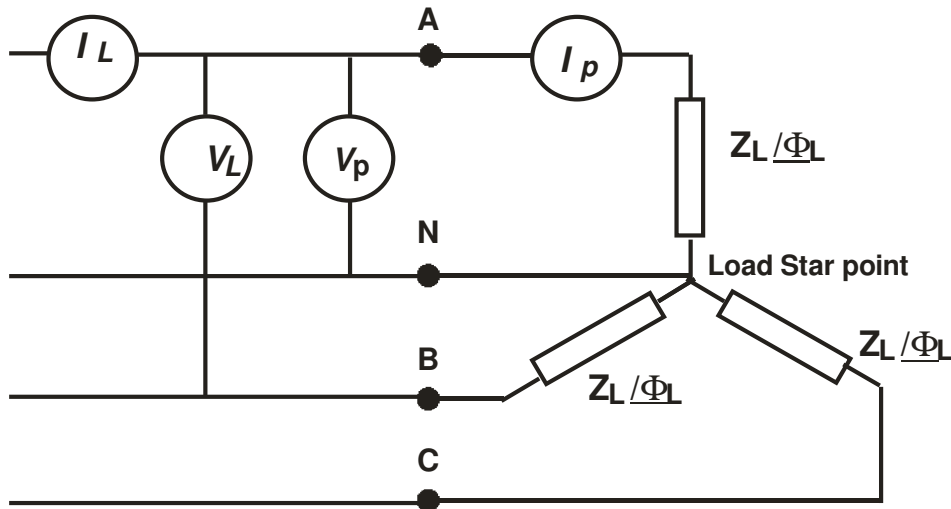 A
I L
I p
Z L /Φ L
V L
V p
N
Load Star point
B
Z L /Φ L
Z L /Φ L
C